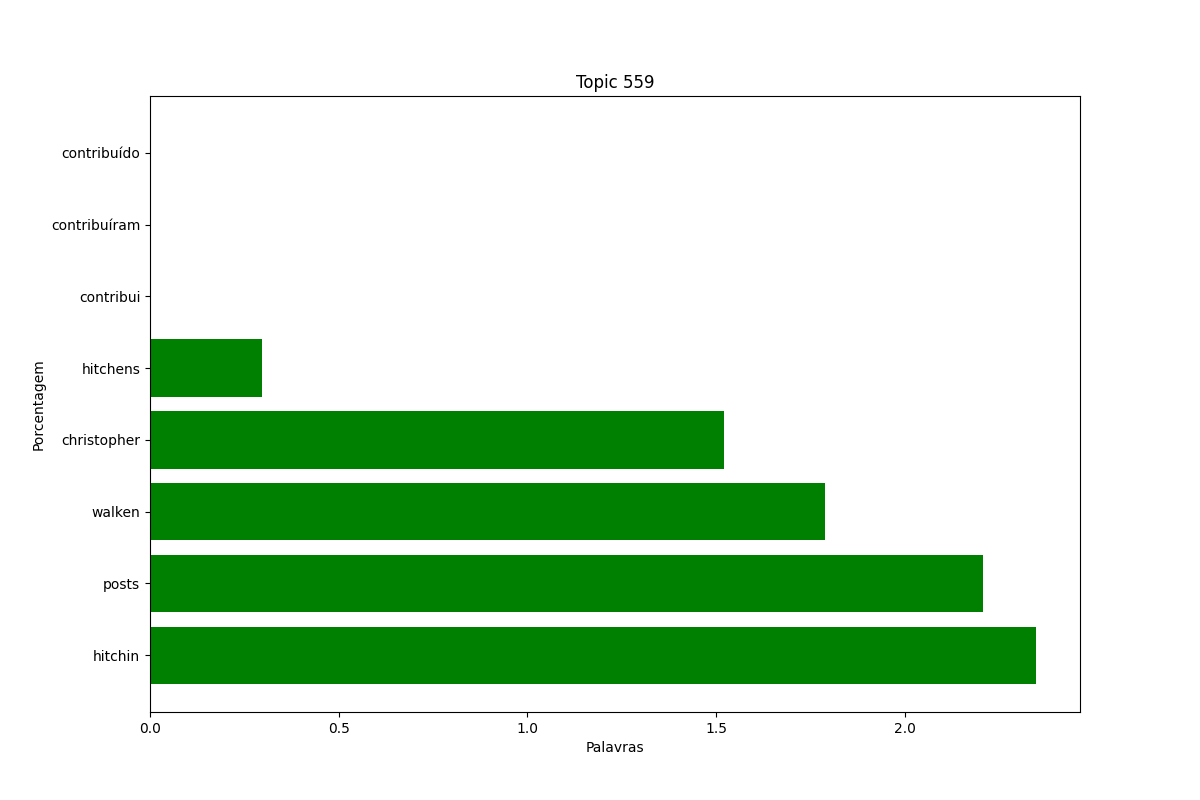 Topic 559
contribuído
contribuíram
contribui
hitchens
christopher
walken
posts
hitchin
Porcentagem
0.0 0.5 1.0 1.5 2.0
Palavras